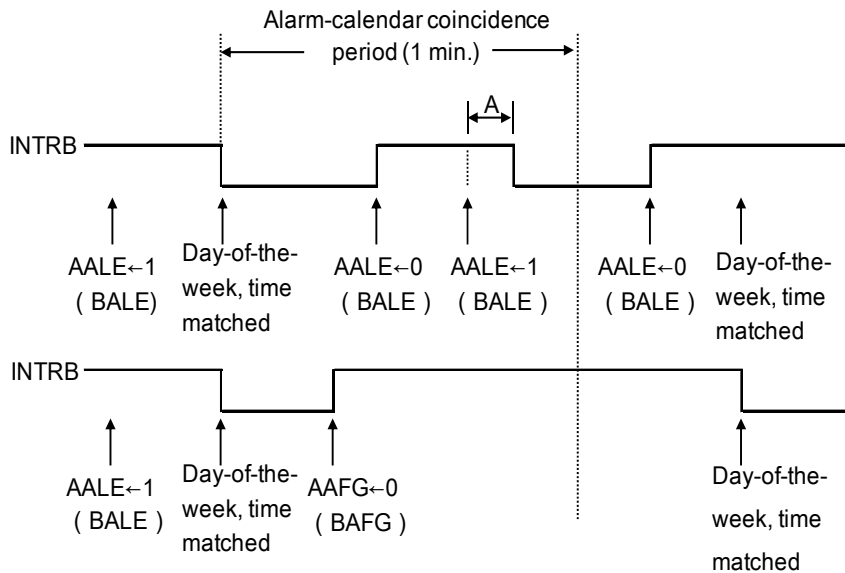 Alarm-calendar coincidence
period (1 min.)
A
INTRB
AALE←1
( BALE)
Day-of-the-
week, time
matched
AALE←0
( BALE )
AALE←1
( BALE )
AALE←0
( BALE )
Day-of-the-
week, time
matched
INTRB
AALE←1
( BALE )
Day-of-the-
week, time
matched
AAFG←0
( BAFG )
Day-of-the-
week, time
matched